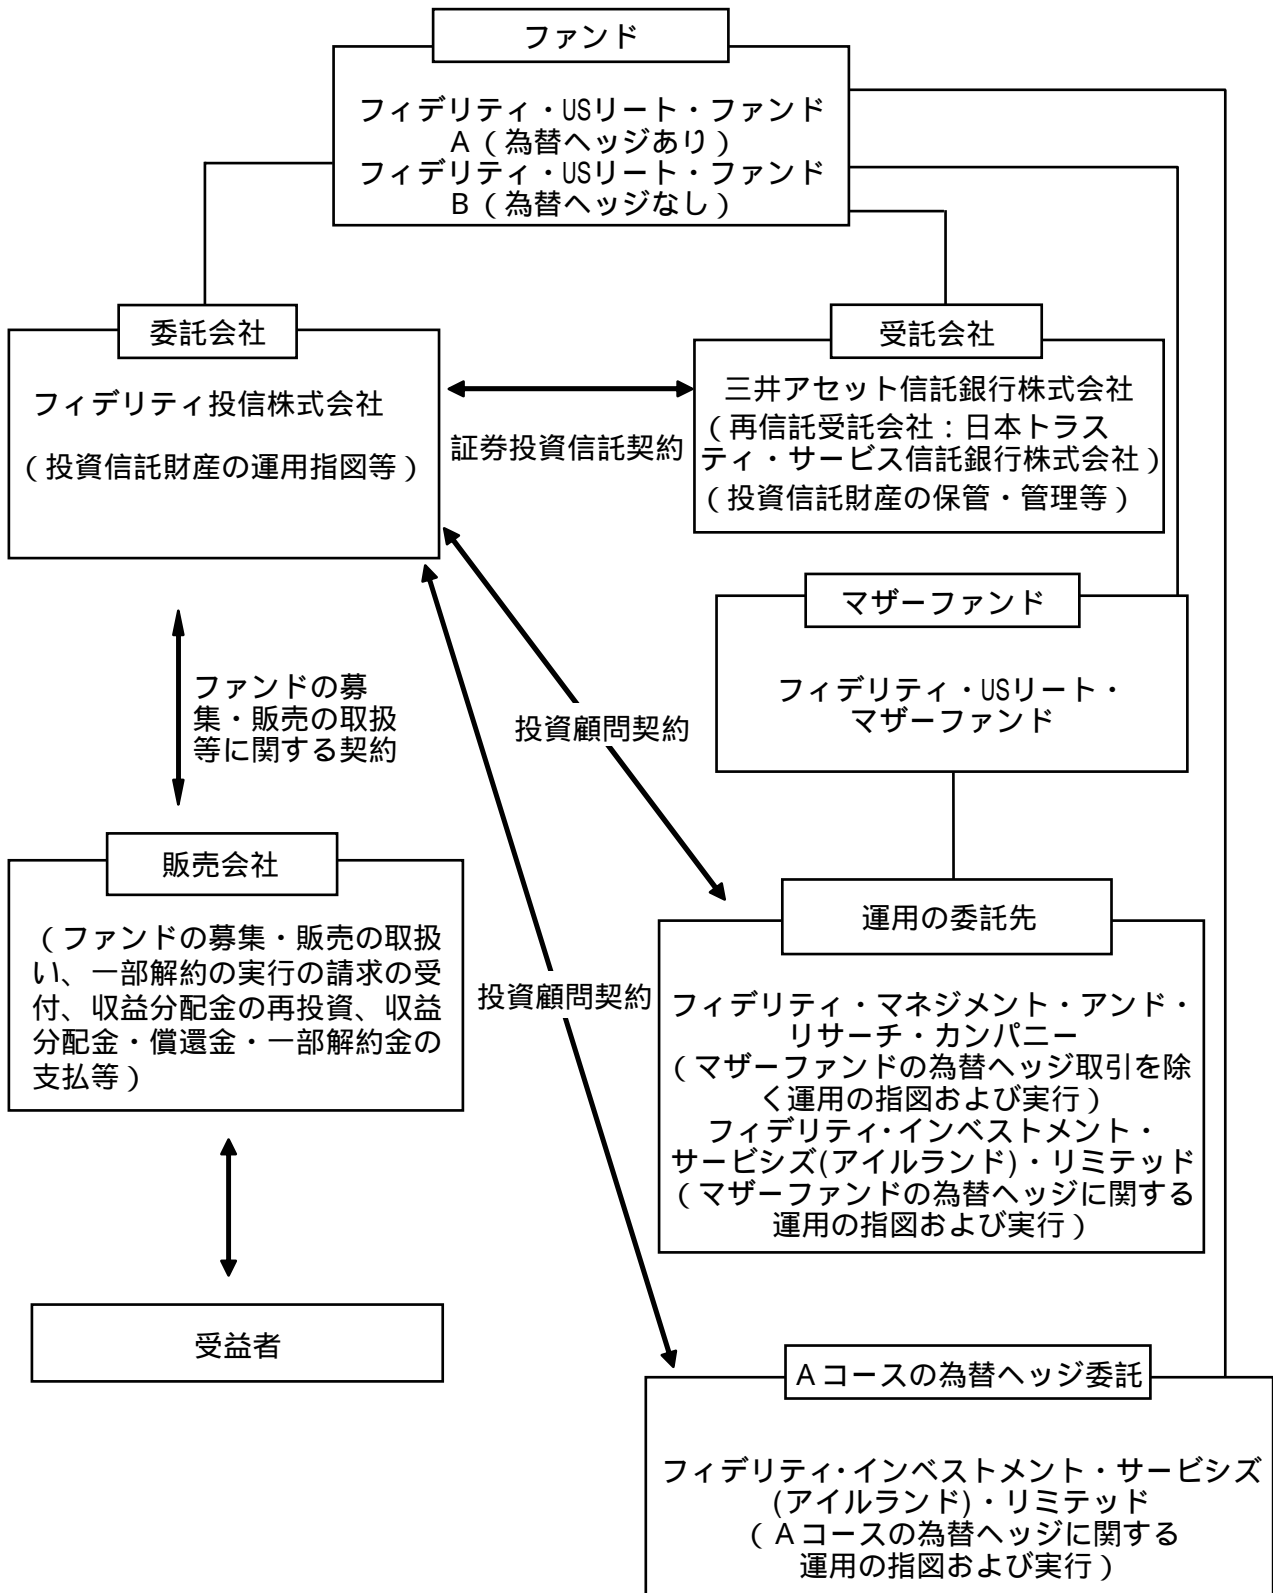 ファンド
フィデリティ・USリート・ファンド
A（為替ヘッジあり）
フィデリティ・USリート・ファンド
B（為替ヘッジなし）
委託会社
フィデリティ投信株式会社
（投資信託財産の運用指図等）
証券投資信託契約
受託会社
三井アセット信託銀行株式会社
（再信託受託会社：日本トラス
ティ・サービス信託銀行株式会社）
（投資信託財産の保管・管理等）
マザーファンド
フィデリティ・USリート・
マザーファンド
ファンドの募
集・販売の取扱
等に関する契約
投資顧問契約
販売会社
（ファンドの募集・販売の取扱
い、一部解約の実行の請求の受
付、収益分配金の再投資、収益
分配金・償還金・一部解約金の
支払等）
投資顧問契約
運用の委託先
フィデリティ・マネジメント・アンド・
リサーチ・カンパニー
（マザーファンドの為替ヘッジ取引を除
く運用の指図および実行）
フィデリティ・インベストメント・
サービシズ(アイルランド)・リミテッド
（マザーファンドの為替ヘッジに関する
運用の指図および実行）
受益者
Aコースの為替ヘッジ委託
フィデリティ・インベストメント・サービシズ
(アイルランド)・リミテッド
（Aコースの為替ヘッジに関する
運用の指図および実行）